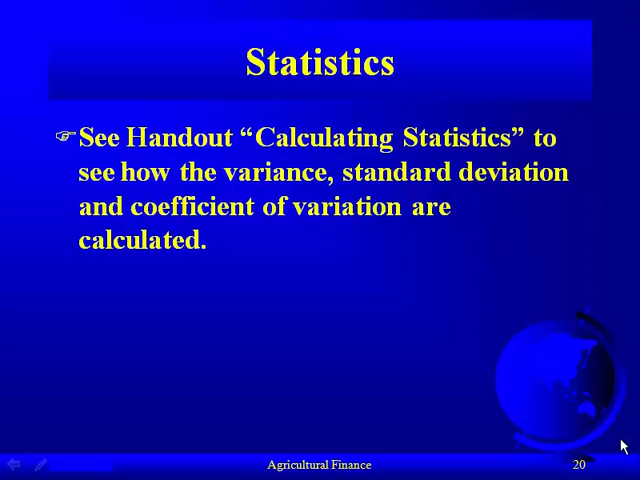 Statistics
See Handout “Calculating Statistics” to
see how the variance, standard deviation
and coefficient of variation are
calculated.
Agricultural Finance
20